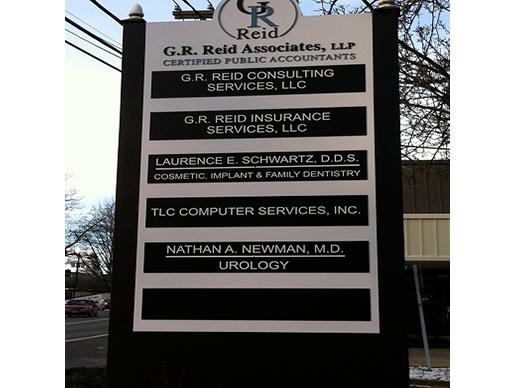 GR
Reid
G.R. Reid Associates, LLP
CERTIFIED PUBLIC ACCOUNTANTS
G.R. REID CONSULTING
SERVICES, LLC
G.R. REID INSURANCE
SERVICES, LLC
LAURENCE E. SCHWARTZ, D.D.S.
COSMETIC, IMPLANT & FAMILY DENTISTRY
TLC COMPUTER SERVICES, INC.
NATHAN A. NEWMAN, M.D.
UROLOGY